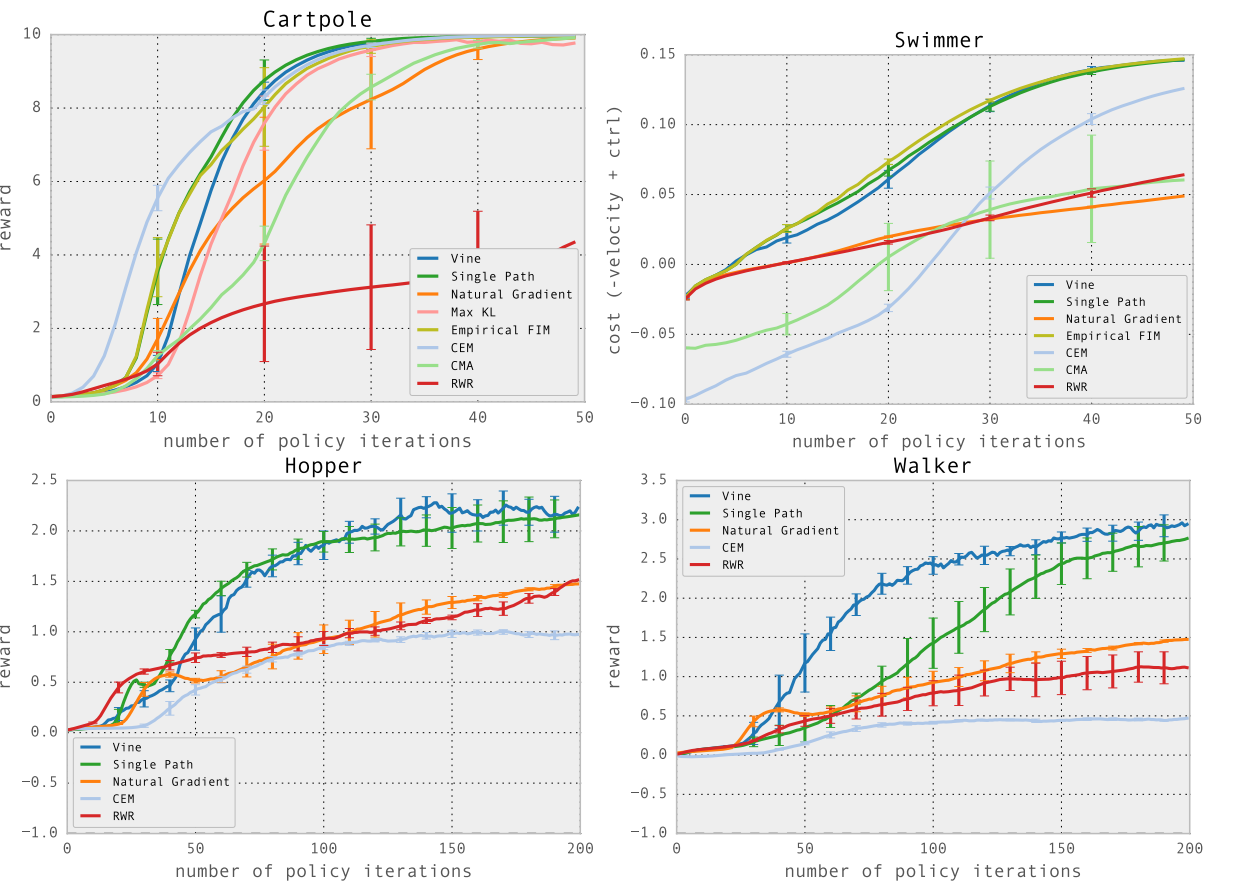 Cartpole
10
8
6
4
2
0
reward
0 10 20 30 40 50
number of policy iterations
Vine
Single Path
Natural Gradient
Max KL
Empirical FIM
CEM
CMA
RWR
Swimmer
0.15
0.10
0.05
0.00
−0.05
−0.10
cost (-velocity + ctrl)
0 10 20 30 40 50
number of policy iterations
Vine
Single Path
Natural Gradient
Empirical FIM
CEM
CMA
RWR
Hopper
2.5
2.0
1.5
1.0
0.5
0.0
−0.5
−1.0
reward
0 50 100 150 200
number of policy iterations
Vine
Single Path
Natural Gradient
CEM
RWR
Walker
3.5
3.0
2.5
2.0
1.5
1.0
0.5
0.0
−0.5
−1.0
reward
0 50 100 150 200
number of policy iterations
Vine
Single Path
Natural Gradient
CEM
RWR